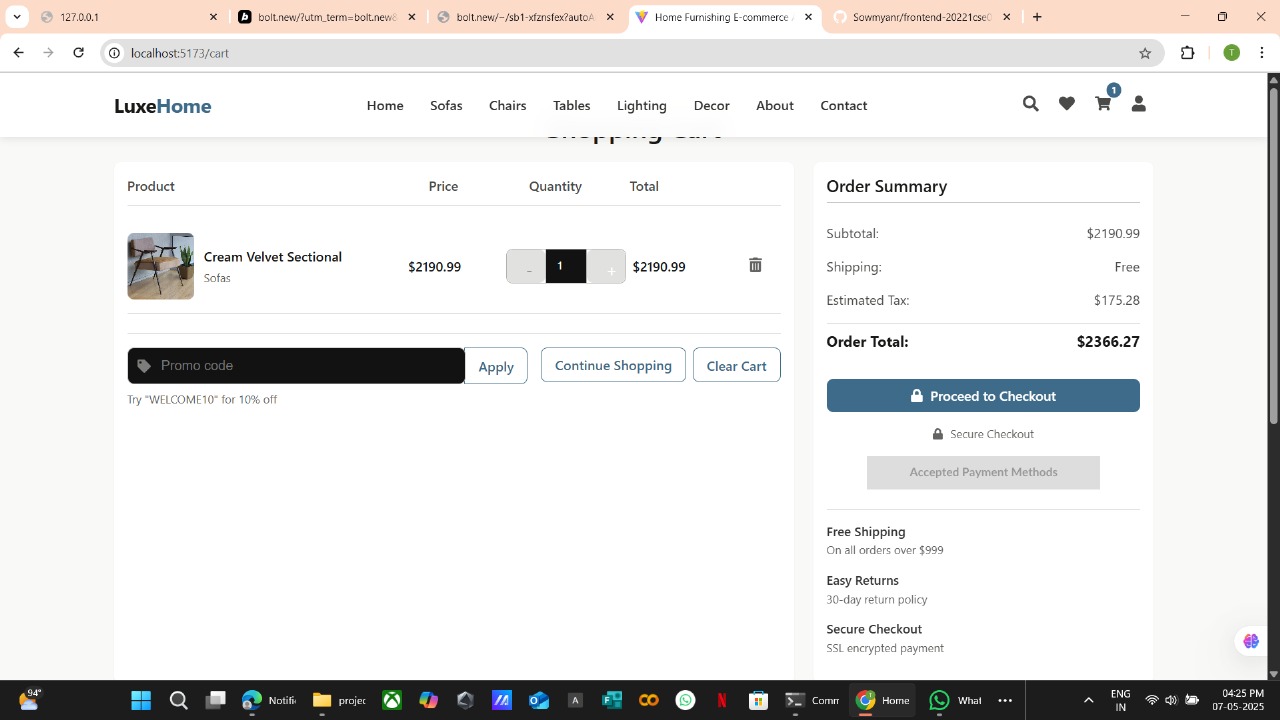 127.0.0.1
bolt.new/?utm_term=bolt.new8
bolt.new/~/sb1-xfznsfex?autoA
Home Furnishing E-commerce
Sowmyanr/frontend-20221cse0
localhost:5173/cart
T
LuxeHome
Home
Sofas
Chairs
Tables
Lighting
Decor
About
Contact
1
Shopping Cart
Product
Price
Quantity
Total
Cream Velvet Sectional
Sofas
$2190.99
-
1
+
$2190.99
Promo code
Apply
Continue Shopping
Clear Cart
Try "WELCOME10" for 10% off
Order Summary
Subtotal:
$2190.99
Shipping:
Free
Estimated Tax:
$175.28
Order Total:
$2366.27
Proceed to Checkout
Secure Checkout
Accepted Payment Methods
Free Shipping
On all orders over $999
Easy Returns
30-day return policy
Secure Checkout
SSL encrypted payment
94°
Notific
projec
Comm
Home
What
ENG
IN
04:25 PM
07-05-2025